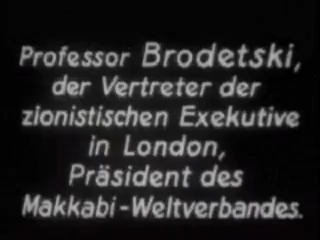 Professor Brodetski,
der Vertreter der
zionistischen Exekutive
in London,
Präsident des
Makkabi-Weltverbandes.